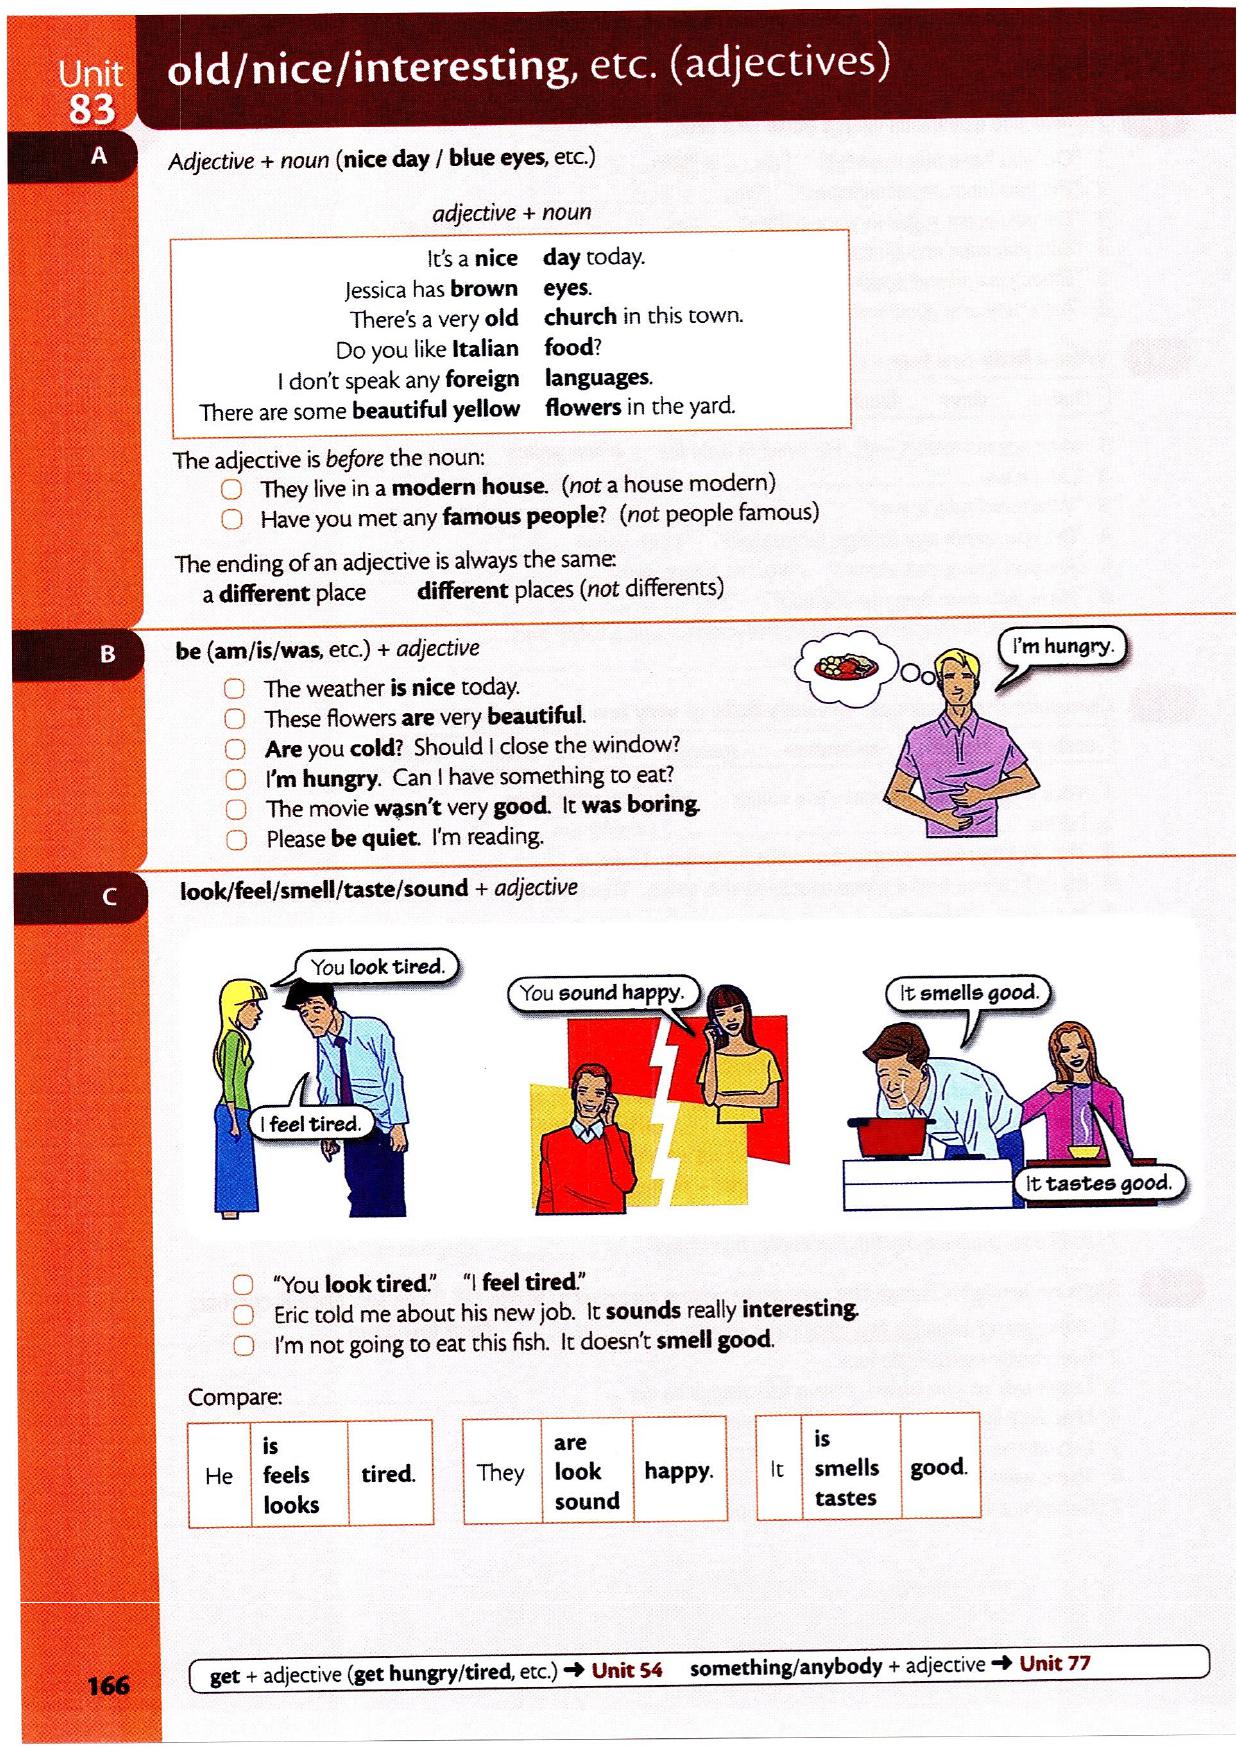 Unit
83
old/nice/interesting, etc. (adjectives)
A
Adjective + noun (nice day / blue eyes, etc.)
adjective + noun
It's a nice day today.
Jessica has brown eyes.
There's a very old church in this town.
Do you like Italian food?
I don't speak any foreign languages.
There are some beautiful yellow flowers in the yard.
The adjective is before the noun:
They live in a modern house. (not a house modern)
Have you met any famous people? (not people famous)
The ending of an adjective is always the same:
a different place different places (not differents)
B
be (am/is/was, etc.) + adjective
The weather is nice today.
These flowers are very beautiful.
Are you cold? Should I close the window?
I'm hungry. Can I have something to eat?
The movie wasn't very good. It was boring.
Please be quiet. I'm reading.
I'm hungry.
C
look/feel/smell/taste/sound + adjective
You look tired.
I feel tired.
You sound happy.
It smells good.
It tastes good.
"You look tired." "I feel tired."
Eric told me about his new job. It sounds really interesting.
I'm not going to eat this fish. It doesn't smell good.
Compare:
He
is
feels
looks
tired.
They
are
look
sound
happy.
It
is
smells
tastes
good.
166
get + adjective (get hungry/tired, etc.) → Unit 54 something/anybody + adjective → Unit 77